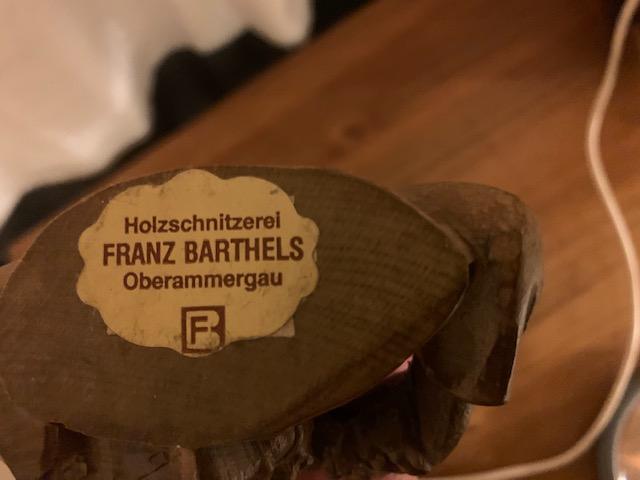 Holzschnitzerei
FRANZ BARTHELS
Oberammergau
FB